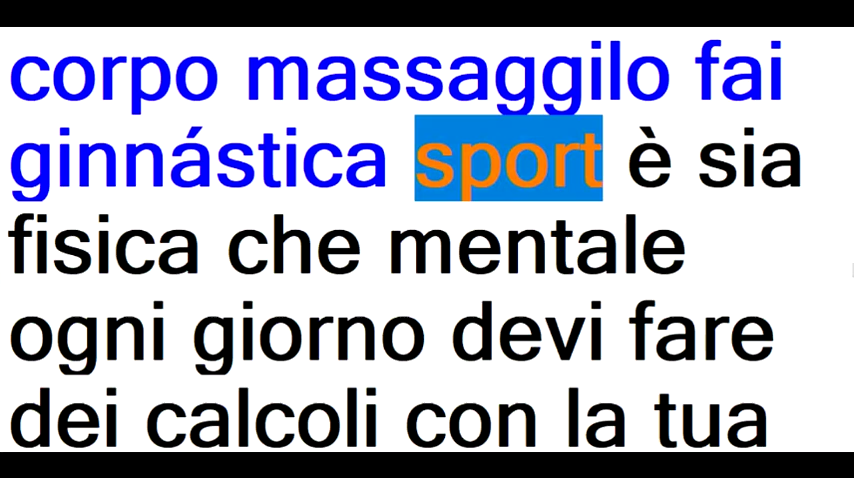 corpo massaggilo fai
ginnástica sport è sia
fisica che mentale
ogni giorno devi fare
dei calcoli con la tua